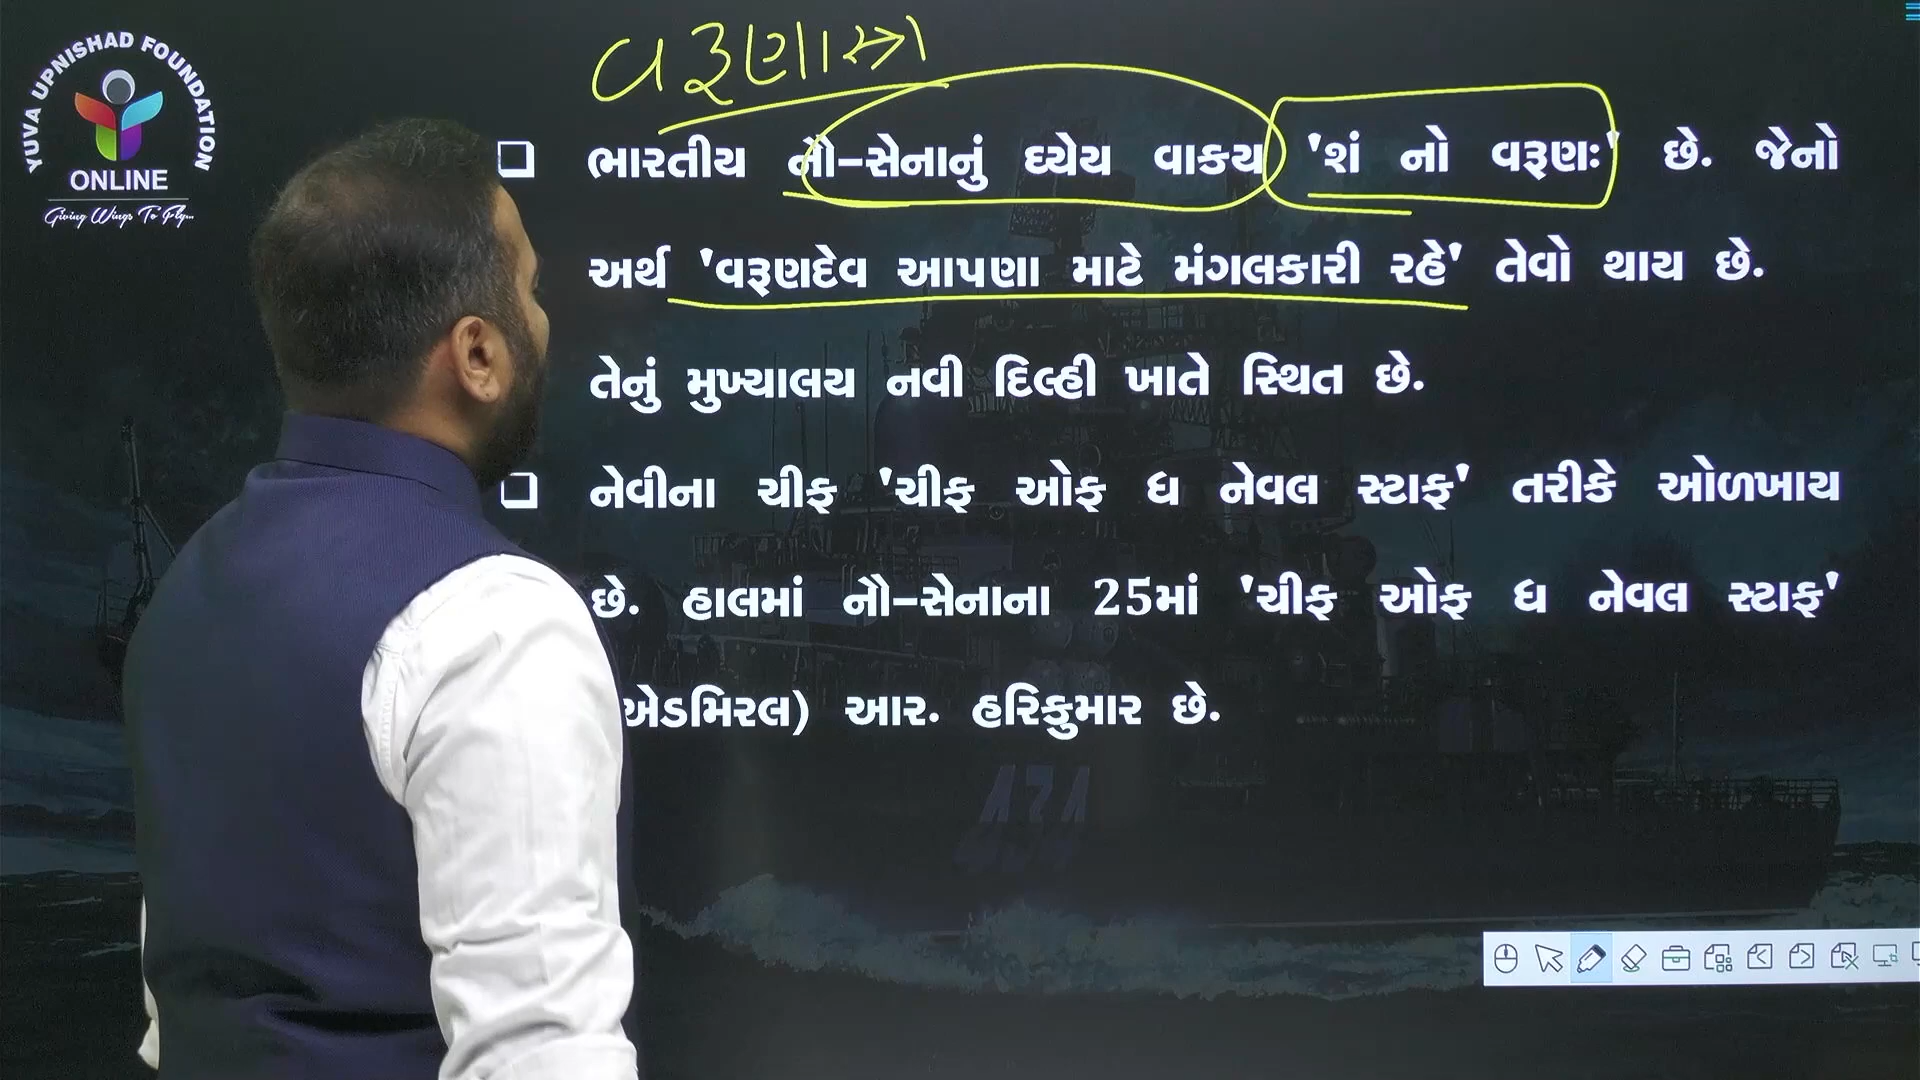 YUVA UPNISHAD FOUNDATION
ONLINE
Giving Wings To Fly...
વરૂણાસ્ત્ર
ભારતીય નૌ-સેનાનું ધ્યેય વાક્ય 'શં નો વરૂણઃ' છે. જેનો
અર્થ 'વરૂણદેવ આપણા માટે મંગલકારી રહે' તેવો થાય છે.
તેનું મુખ્યાલય નવી દિલ્હી ખાતે સ્થિત છે.
નેવીના ચીફ 'ચીફ ઓફ ધ નેવલ સ્ટાફ' તરીકે ઓળખાય
છે. હાલમાં નૌ-સેનાના 25માં 'ચીફ ઓફ ધ નેવલ સ્ટાફ'
એડમિરલ) આર. હરિકુમાર છે.
434